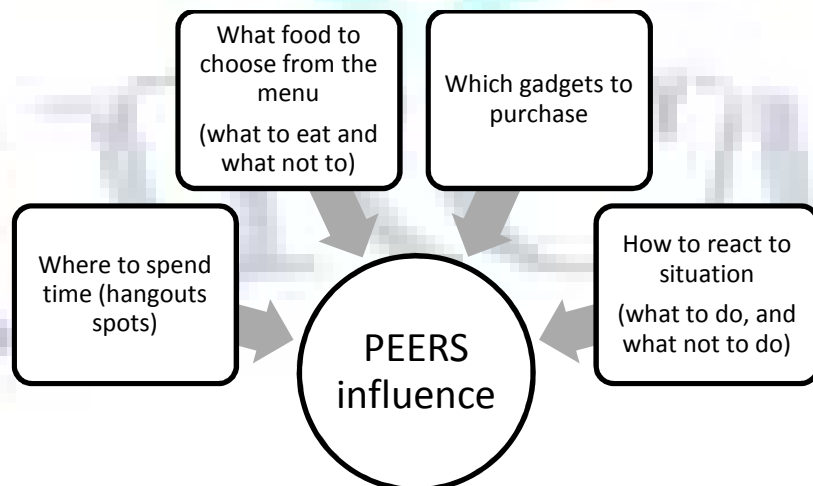 What food to
choose from the
menu
(what to eat and
what not to)
Which gadgets to
purchase
Where to spend
time (hangouts
spots)
How to react to
situation
(what to do, and
what not to do)
PEERS
influence